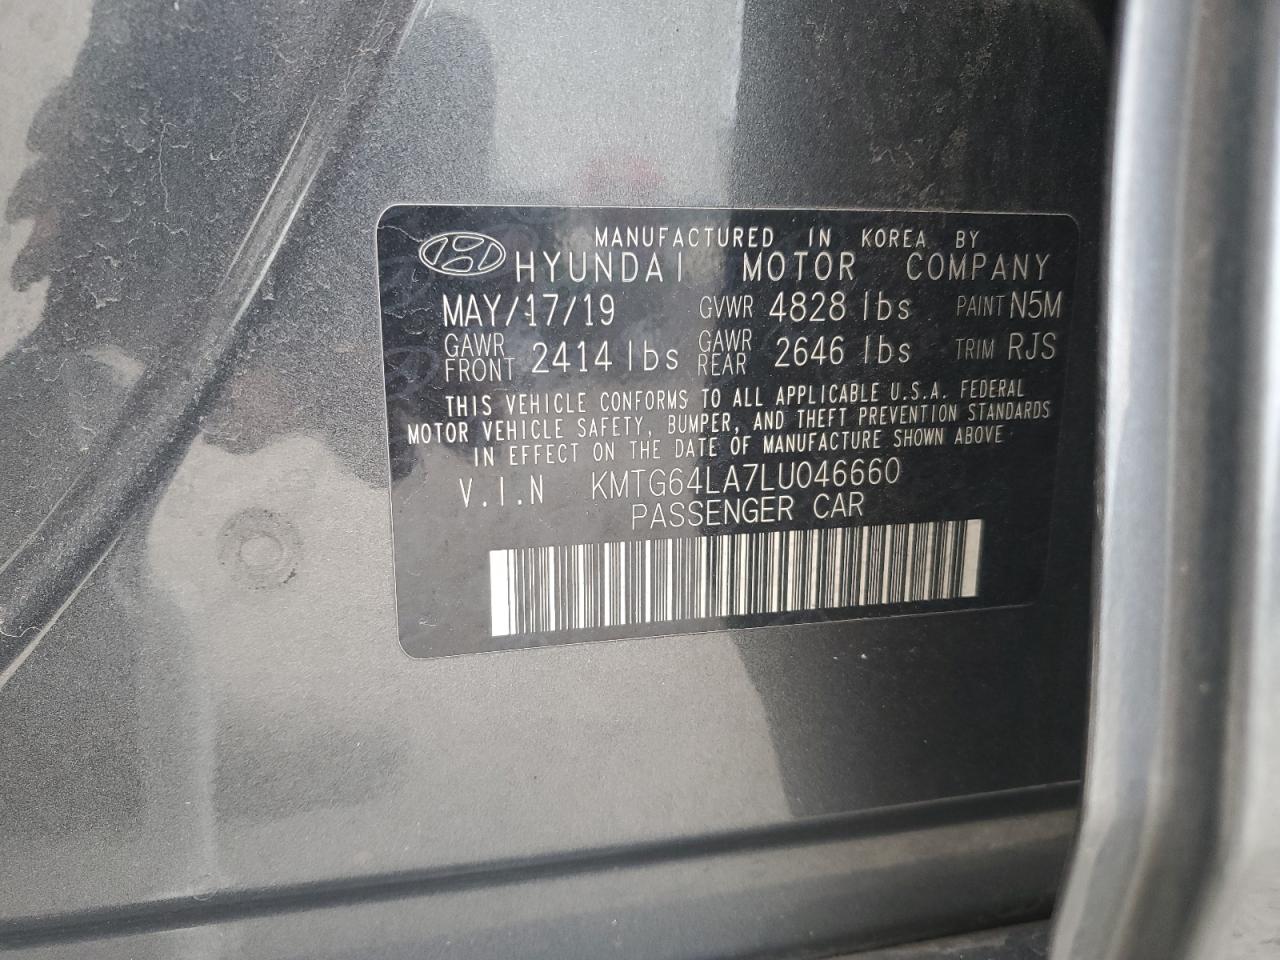 MANUFACTURED IN KOREA BY
HYUNDAI MOTOR COMPANY
MAY/17/19 GVWR 4828 lbs PAINT N5M
GAWR FRONT 2414 lbs GAWR REAR 2646 lbs TRIM RJS
THIS VEHICLE CONFORMS TO ALL APPLICABLE U.S.A. FEDERAL
MOTOR VEHICLE SAFETY, BUMPER, AND THEFT PREVENTION STANDARDS
IN EFFECT ON THE DATE OF MANUFACTURE SHOWN ABOVE
V.I.N KMTG64LA7LU046660
PASSENGER CAR